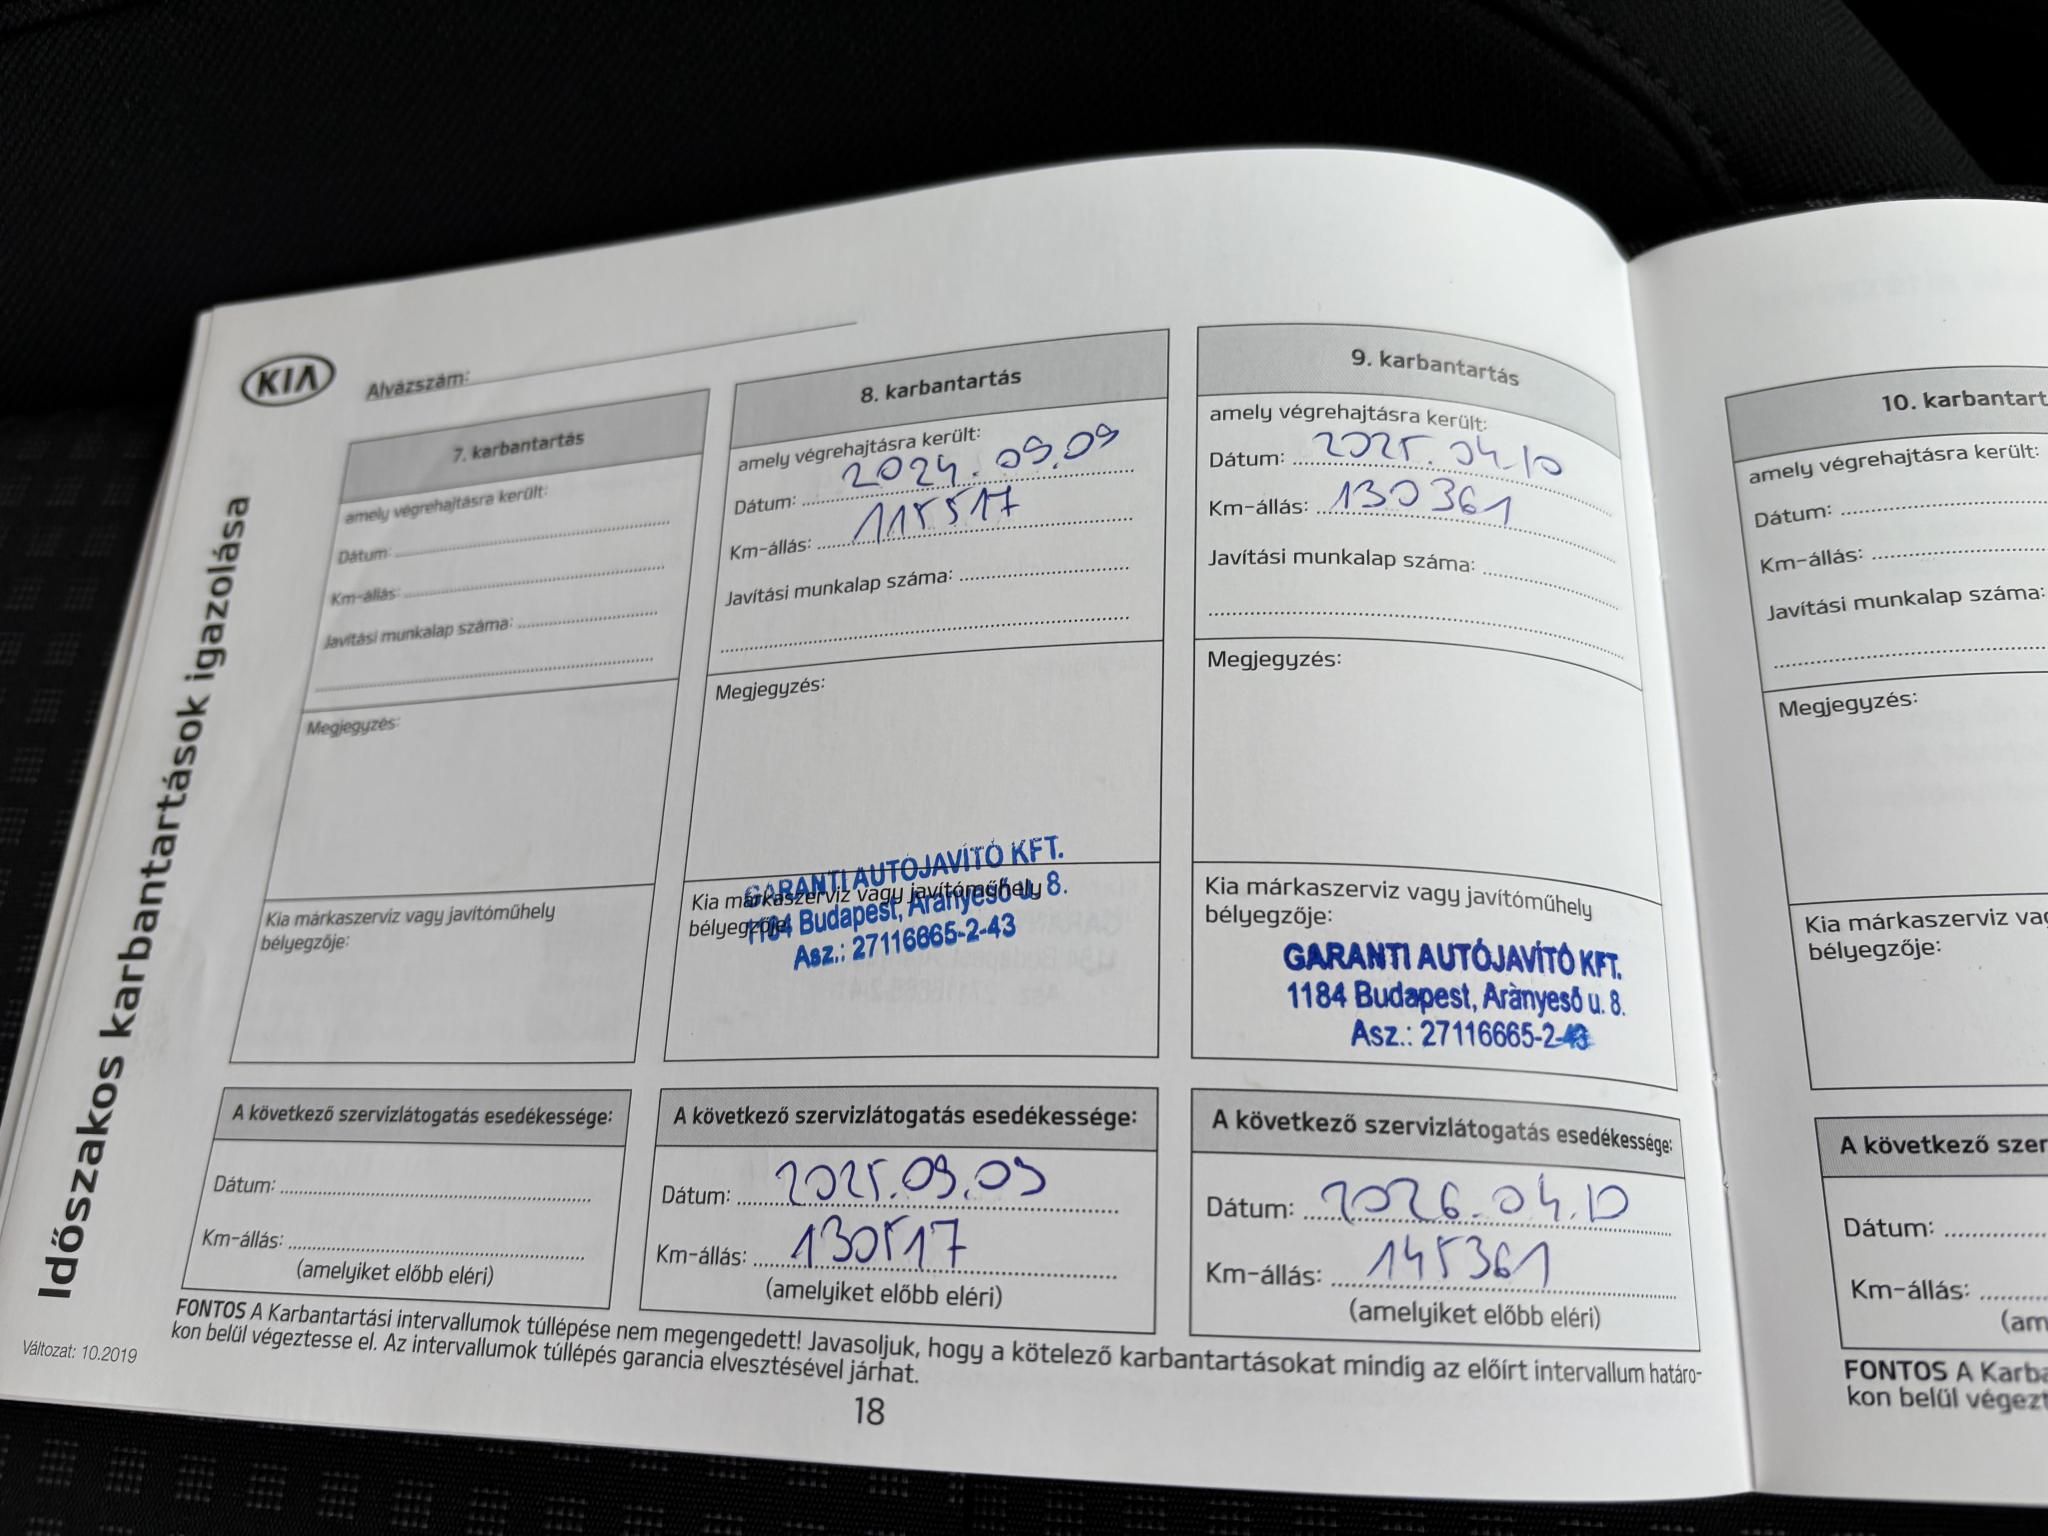 Időszakos karbantartások igazolása
KIA
Alvázszám:
7. karbantartás
amely végrehajtásra került:
Dátum:
Km-állás:
Javítási munkalap száma:
Megjegyzés:
Kia márkaszerviz vagy javítóműhely
bélyegzője:
A következő szervizlátogatás esedékessége:
Dátum:
Km-állás:
(amelyiket előbb eléri)
8. karbantartás
amely végrehajtásra került:
Dátum: 2024.09.09
Km-állás: 115517
Javítási munkalap száma:
Megjegyzés:
Kia márkaszerviz vagy javítóműhely
bélyegzője:
GARANTI AUTÓJAVÍTÓ KFT.
1184 Budapest, Aranyeső u. 8.
Asz.: 27116665-2-43
A következő szervizlátogatás esedékessége:
Dátum: 2025.09.09
Km-állás: 130517
(amelyiket előbb eléri)
9. karbantartás
amely végrehajtásra került:
Dátum: 2025.04.10
Km-állás: 130361
Javítási munkalap száma:
Megjegyzés:
Kia márkaszerviz vagy javítóműhely
bélyegzője:
GARANTI AUTÓJAVÍTÓ KFT.
1184 Budapest, Arànyeső u. 8.
Asz.: 27116665-2-43
A következő szervizlátogatás esedékessége:
Dátum: 2026.04.10
Km-állás: 145361
(amelyiket előbb eléri)
FONTOS A Karbantartási intervallumok túllépése nem megengedett! Javasoljuk, hogy a kötelező karbantartásokat mindig az előírt intervallum határo-
kon belül végeztesse el. Az intervallumok túllépés garancia elvesztésével járhat.
Változat: 10.2019
18
10. karbantart
amely végrehajtásra került:
Dátum:
Km-állás:
Javítási munkalap száma:
Megjegyzés:
Kia márkaszerviz vag
bélyegzője:
A következő szer
Dátum:
Km-állás:
(am
FONTOS A Karba
kon belül végezt